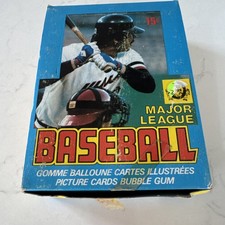 15¢
MAJOR
LEAGUE
BASEBALL
GOMME BALLOUNE CARTES ILLUSTRÉES
PICTURE CARDS BUBBLE GUM